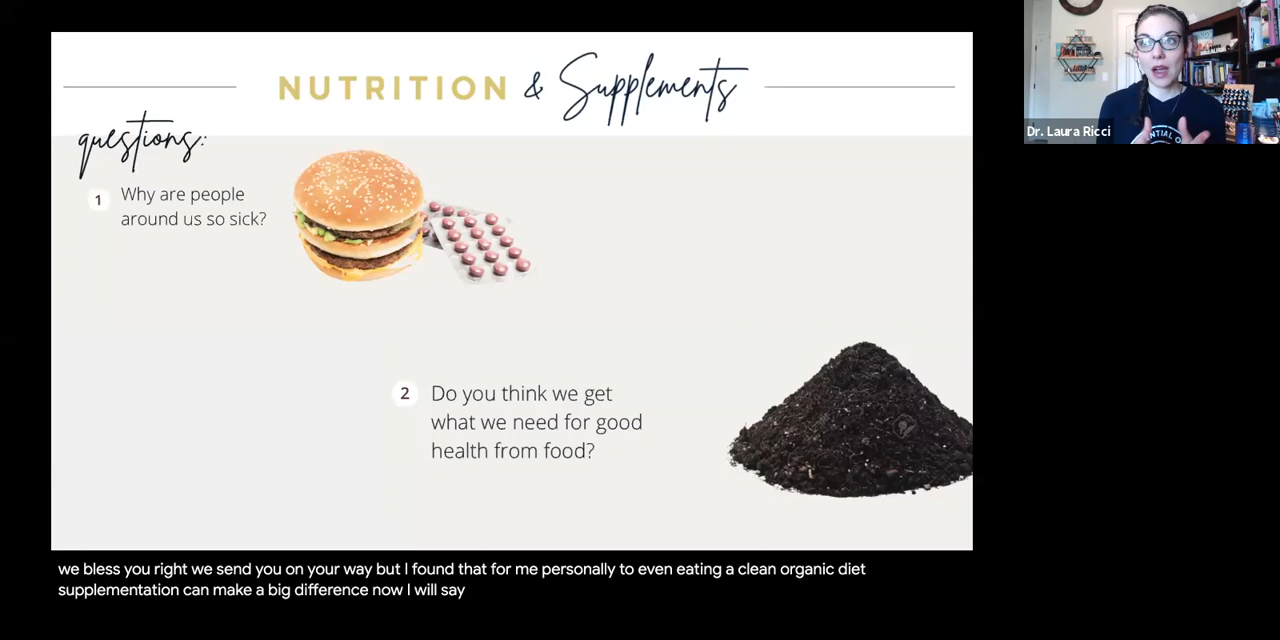 NUTRITION & Supplements
questions:
1 Why are people
around us so sick?
2 Do you think we get
what we need for good
health from food?
Dr. Laura Ricci
we bless you right we send you on your way but I found that for me personally to even eating a clean organic diet
supplementation can make a big difference now I will say